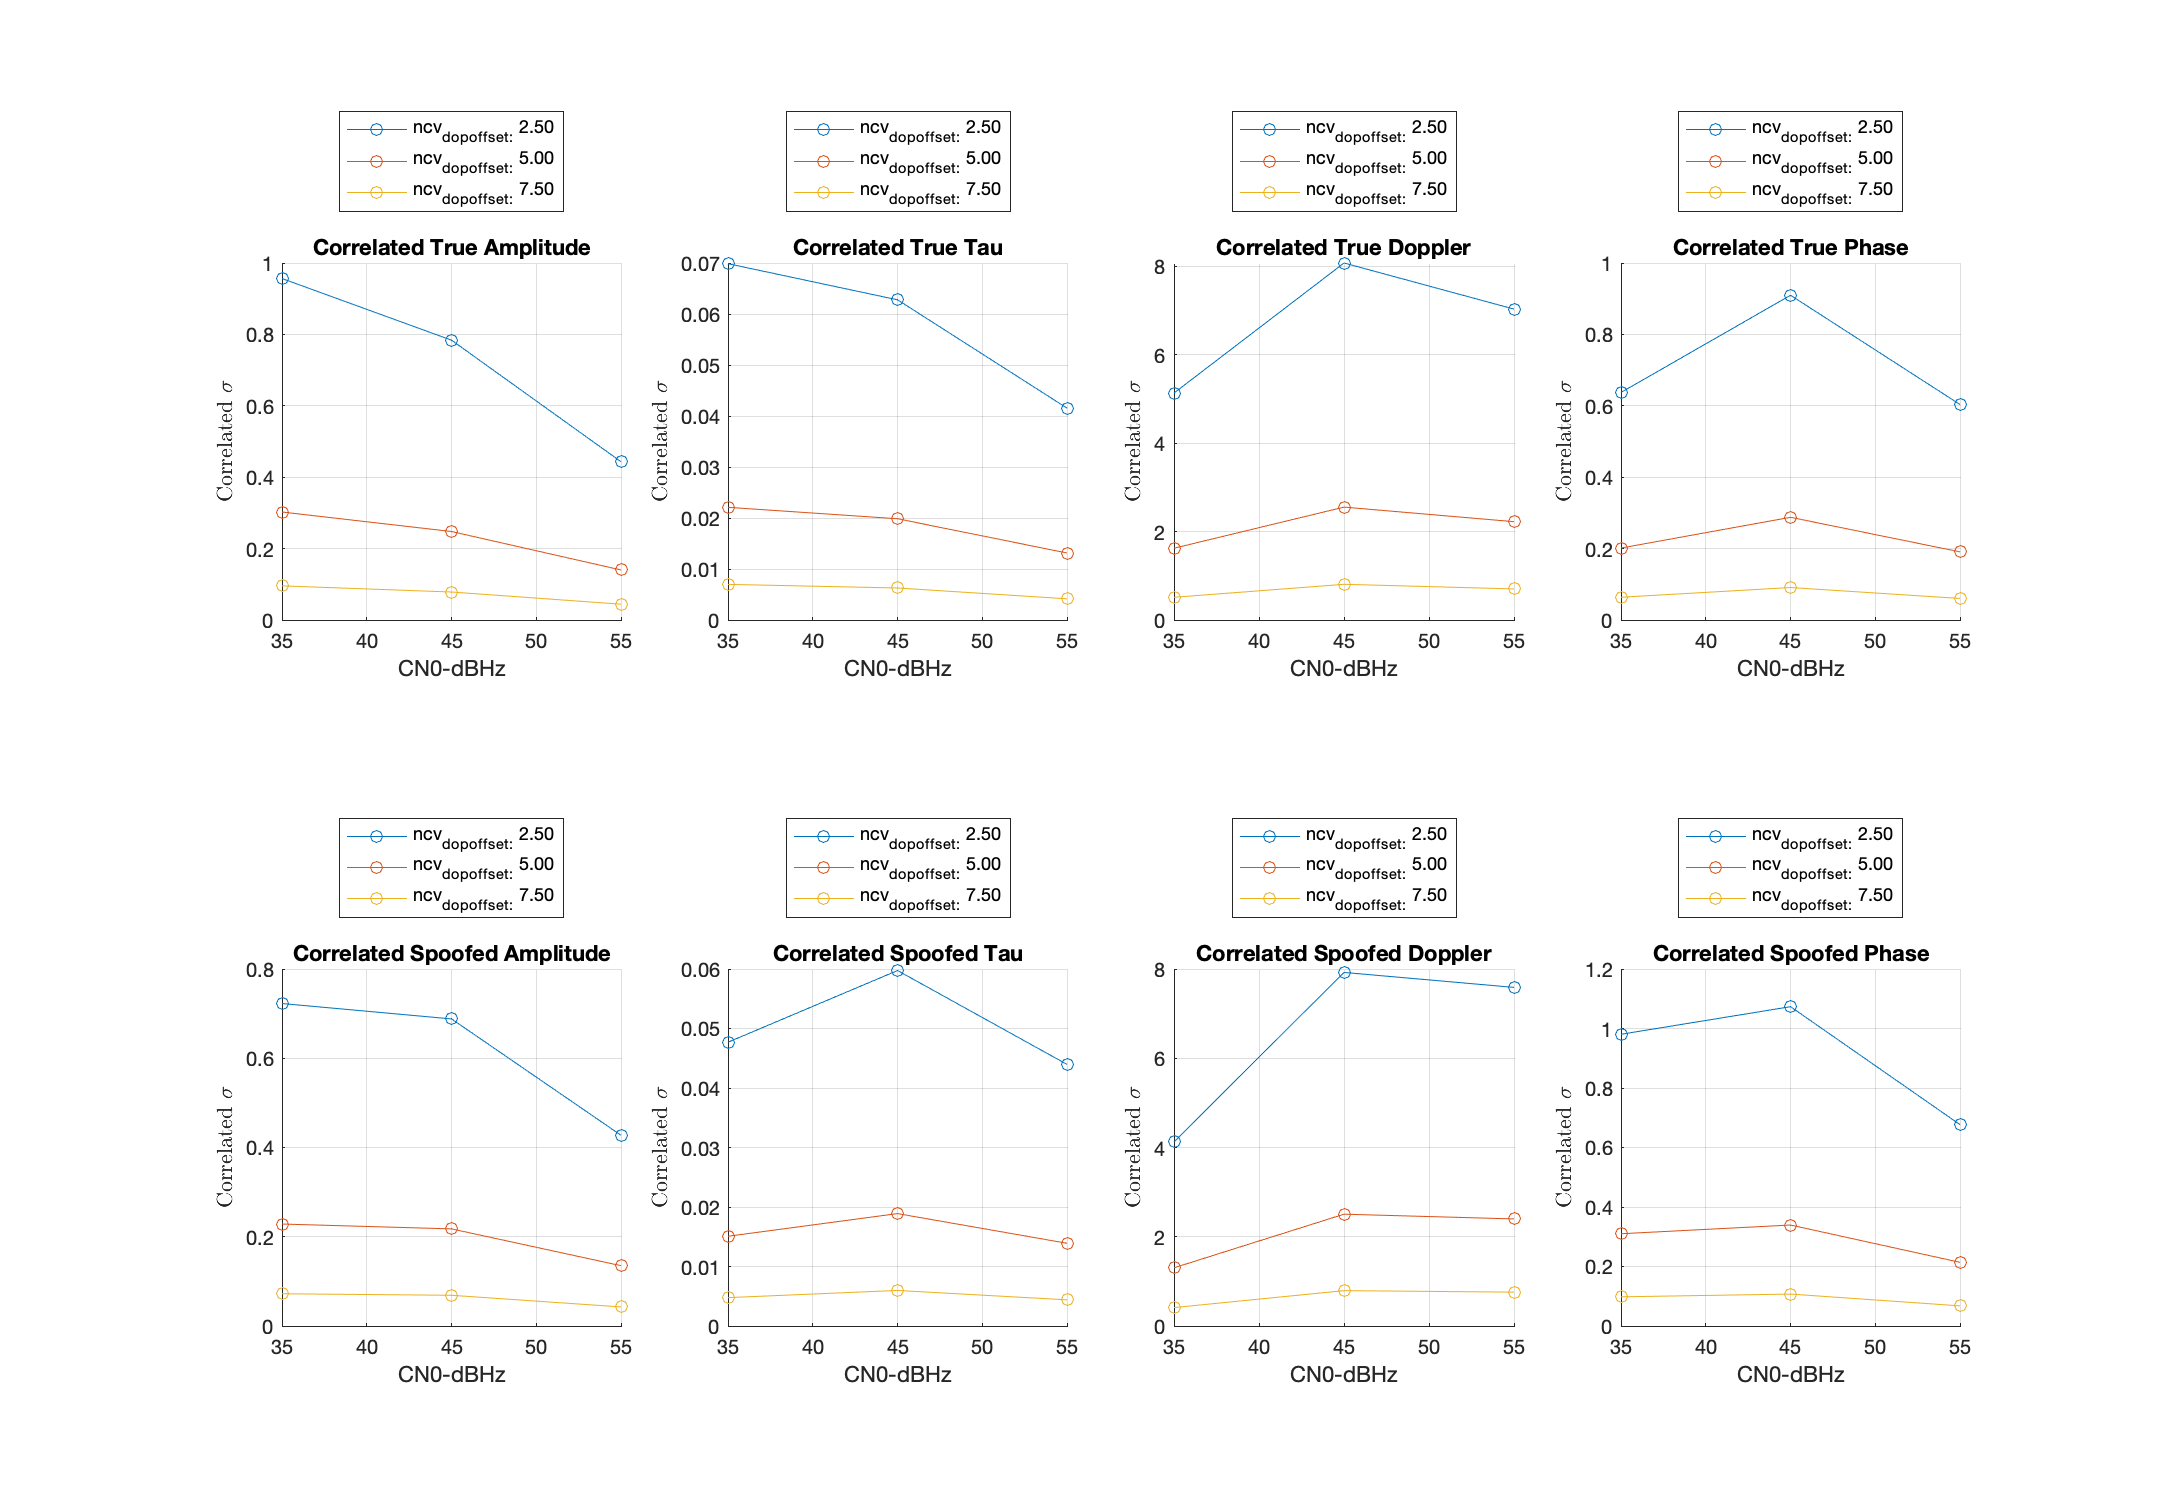 ncv dopoffset: 2.50
ncv dopoffset: 5.00
ncv dopoffset: 7.50
Correlated True Amplitude
1
0.8
0.6
0.4
0.2
0
Correlated σ
35 40 45 50 55
CN0-dBHz
ncv dopoffset: 2.50
ncv dopoffset: 5.00
ncv dopoffset: 7.50
Correlated True Tau
0.07
0.06
0.05
0.04
0.03
0.02
0.01
0
Correlated σ
35 40 45 50 55
CN0-dBHz
ncv dopoffset: 2.50
ncv dopoffset: 5.00
ncv dopoffset: 7.50
Correlated True Doppler
8
6
4
2
0
Correlated σ
35 40 45 50 55
CN0-dBHz
ncv dopoffset: 2.50
ncv dopoffset: 5.00
ncv dopoffset: 7.50
Correlated True Phase
1
0.8
0.6
0.4
0.2
0
Correlated σ
35 40 45 50 55
CN0-dBHz
ncv dopoffset: 2.50
ncv dopoffset: 5.00
ncv dopoffset: 7.50
Correlated Spoofed Amplitude
0.8
0.6
0.4
0.2
0
Correlated σ
35 40 45 50 55
CN0-dBHz
ncv dopoffset: 2.50
ncv dopoffset: 5.00
ncv dopoffset: 7.50
Correlated Spoofed Tau
0.06
0.05
0.04
0.03
0.02
0.01
0
Correlated σ
35 40 45 50 55
CN0-dBHz
ncv dopoffset: 2.50
ncv dopoffset: 5.00
ncv dopoffset: 7.50
Correlated Spoofed Doppler
8
6
4
2
0
Correlated σ
35 40 45 50 55
CN0-dBHz
ncv dopoffset: 2.50
ncv dopoffset: 5.00
ncv dopoffset: 7.50
Correlated Spoofed Phase
1.2
1
0.8
0.6
0.4
0.2
0
Correlated σ
35 40 45 50 55
CN0-dBHz